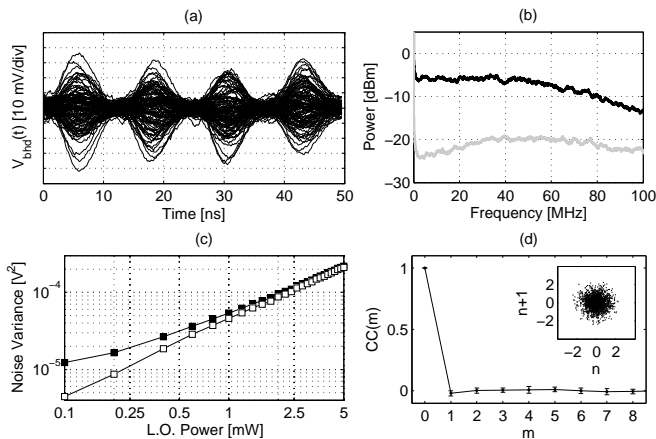 (a)
V_bhd(t) [10 mV/div]
0 10 20 30 40 50
Time [ns]
(b)
Power [dBm]
0
−10
−20
−30
0 20 40 60 80 100
Frequency [MHz]
(c)
Noise Variance [V^2]
10^−4
10^−5
0.1 0.25 0.5 1 2.5 5
L.O. Power [mW]
(d)
CC(m)
1
0.5
0
0 1 2 3 4 5 6 7 8
m
n+1
2
0
−2
−2 0 2
n